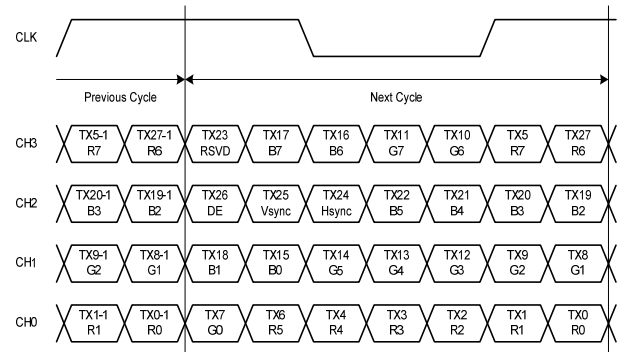 CLK
Previous Cycle Next Cycle
CH3 TX5-1 TX27-1 TX23 TX17 TX16 TX11 TX10 TX5 TX27
R7 R6 RSVD B7 B6 G7 G6 R7 R6
CH2 TX20-1 TX19-1 TX26 TX25 TX24 TX22 TX21 TX20 TX19
B3 B2 DE Vsync Hsync B5 B4 B3 B2
CH1 TX9-1 TX8-1 TX18 TX15 TX14 TX13 TX12 TX9 TX8
G2 G1 B1 B0 G5 G4 G3 G2 G1
CH0 TX1-1 TX0-1 TX7 TX6 TX4 TX3 TX2 TX1 TX0
R1 R0 G0 R5 R4 R3 R2 R1 R0